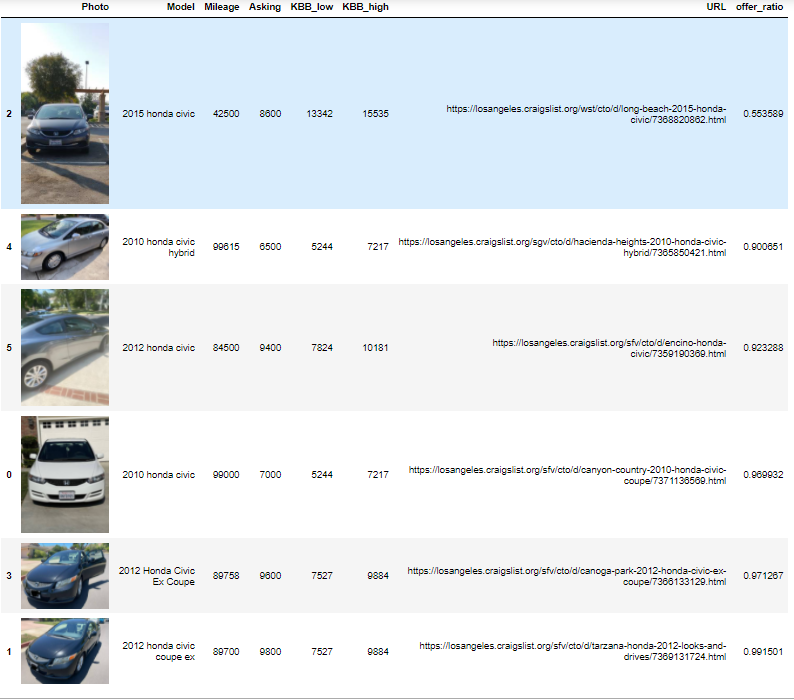 Photo Model Mileage Asking KBB_low KBB_high URL offer_ratio
2 2015 honda civic 42500 8600 13342 15535 https://losangeles.craigslist.org/wst/cto/d/long-beach-2015-honda-
civic/7368820862.html 0.553589
4 2010 honda civic
hybrid 99615 6500 5244 7217 https://losangeles.craigslist.org/sgv/cto/d/hacienda-heights-2010-honda-civic-
hybrid/7365850421.html 0.900651
5 2012 honda civic 84500 9400 7824 10181 https://losangeles.craigslist.org/sfv/cto/d/encino-honda-
civic/7359190369.html 0.923288
0 2010 honda civic 99000 7000 5244 7217 https://losangeles.craigslist.org/sfv/cto/d/canyon-country-2010-honda-civic-
coupe/7371136569.html 0.969932
3 2012 Honda Civic
Ex Coupe 89758 9600 7527 9884 https://losangeles.craigslist.org/sfv/cto/d/canoga-park-2012-honda-civic-ex-
coupe/7366133129.html 0.971267
1 2012 honda civic
coupe ex 89700 9800 7527 9884 https://losangeles.craigslist.org/sfv/cto/d/tarzana-honda-2012-looks-and-
drives/7369131724.html 0.991501